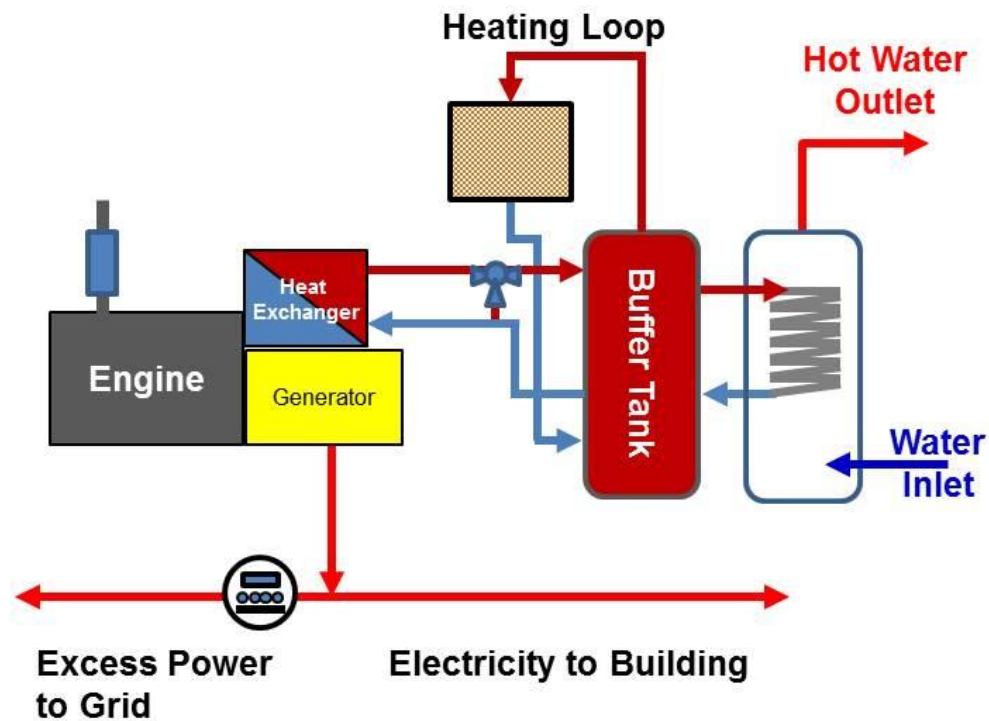 Heating Loop
Hot Water
Outlet
Heat
Exchanger
Engine
Generator
Buffer Tank
Water
Inlet
Excess Power
to Grid
Electricity to Building